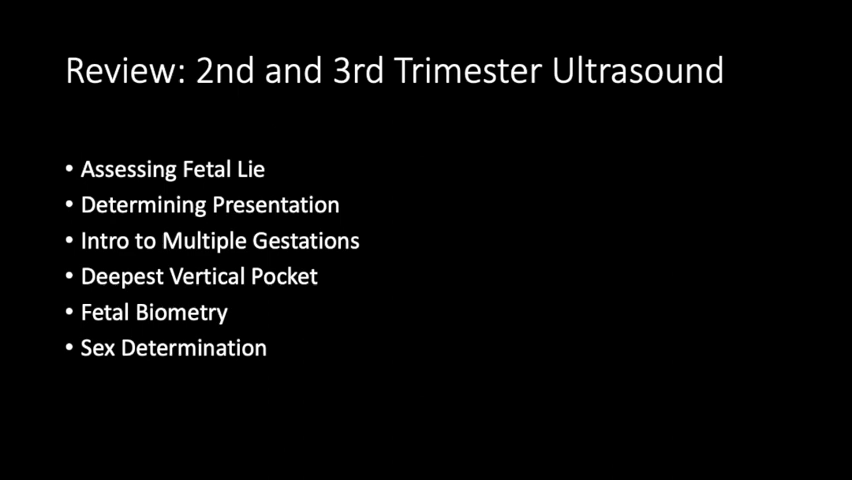 Review: 2nd and 3rd Trimester Ultrasound
• Assessing Fetal Lie
• Determining Presentation
• Intro to Multiple Gestations
• Deepest Vertical Pocket
• Fetal Biometry
• Sex Determination